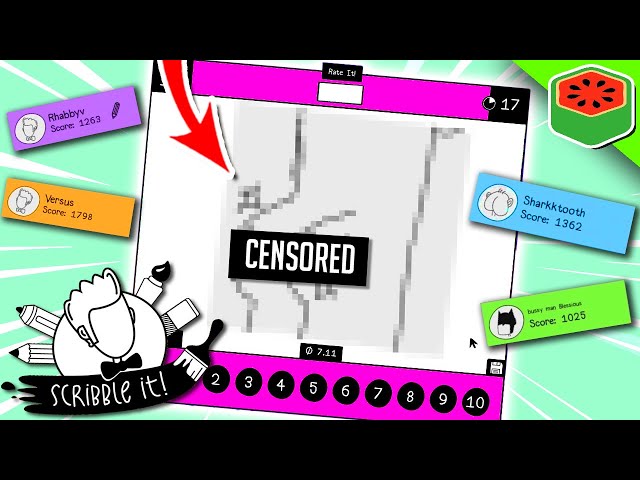 Rate It!
17
Rhabbyv
Score: 1263
Versus
Score: 1798
Sharkktooth
Score: 1362
CENSORED
bussy man Blessious
Score: 1025
Ø 7.11
2 3 4 5 6 7 8 9 10
SCRIBBLE IT!